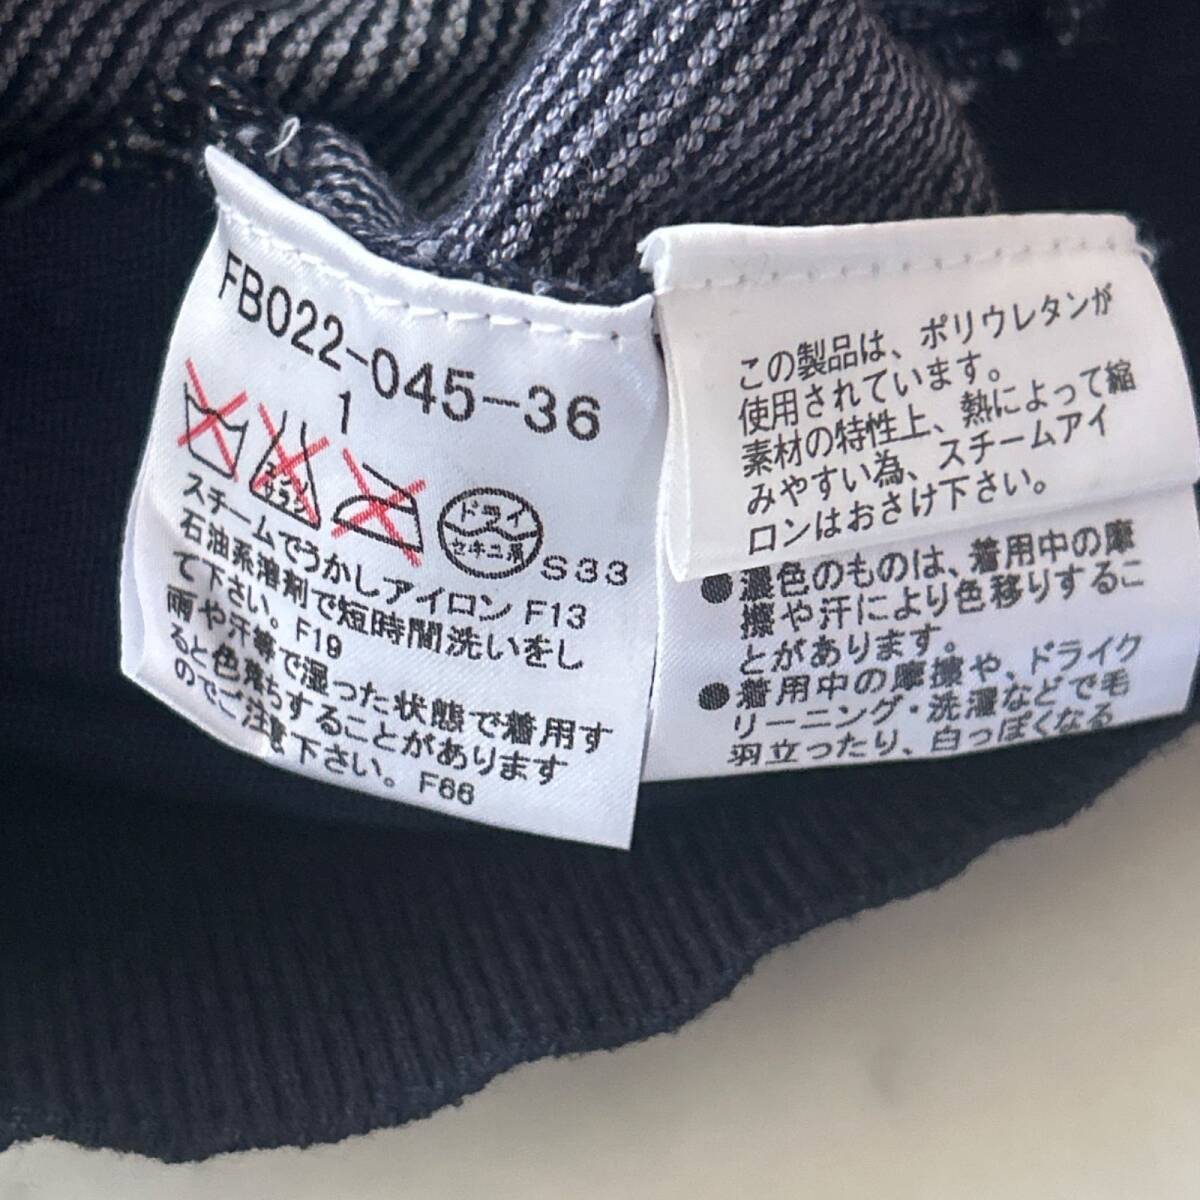 FB022-045-36
1
エンソ
サラシ
ドライ
セキユ系
S33
スチームでうかしアイロン F13
石油系溶剤で短時間洗いをし
て下さい。F19
雨や汗等で湿った状態で着用す
ると色落ちすることがあります
のでご注意下さい。F66
この製品は、ポリウレタンが
使用されています。
素材の特性上、熱によって縮
みやすい為、スチームアイ
ロンはおさけ下さい。
●濃色のものは、着用中の摩
擦や汗により色移りするこ
とがあります。
●着用中の摩擦や、ドライク
リーニング・洗濯などで毛
羽立ったり、白っぽくなる